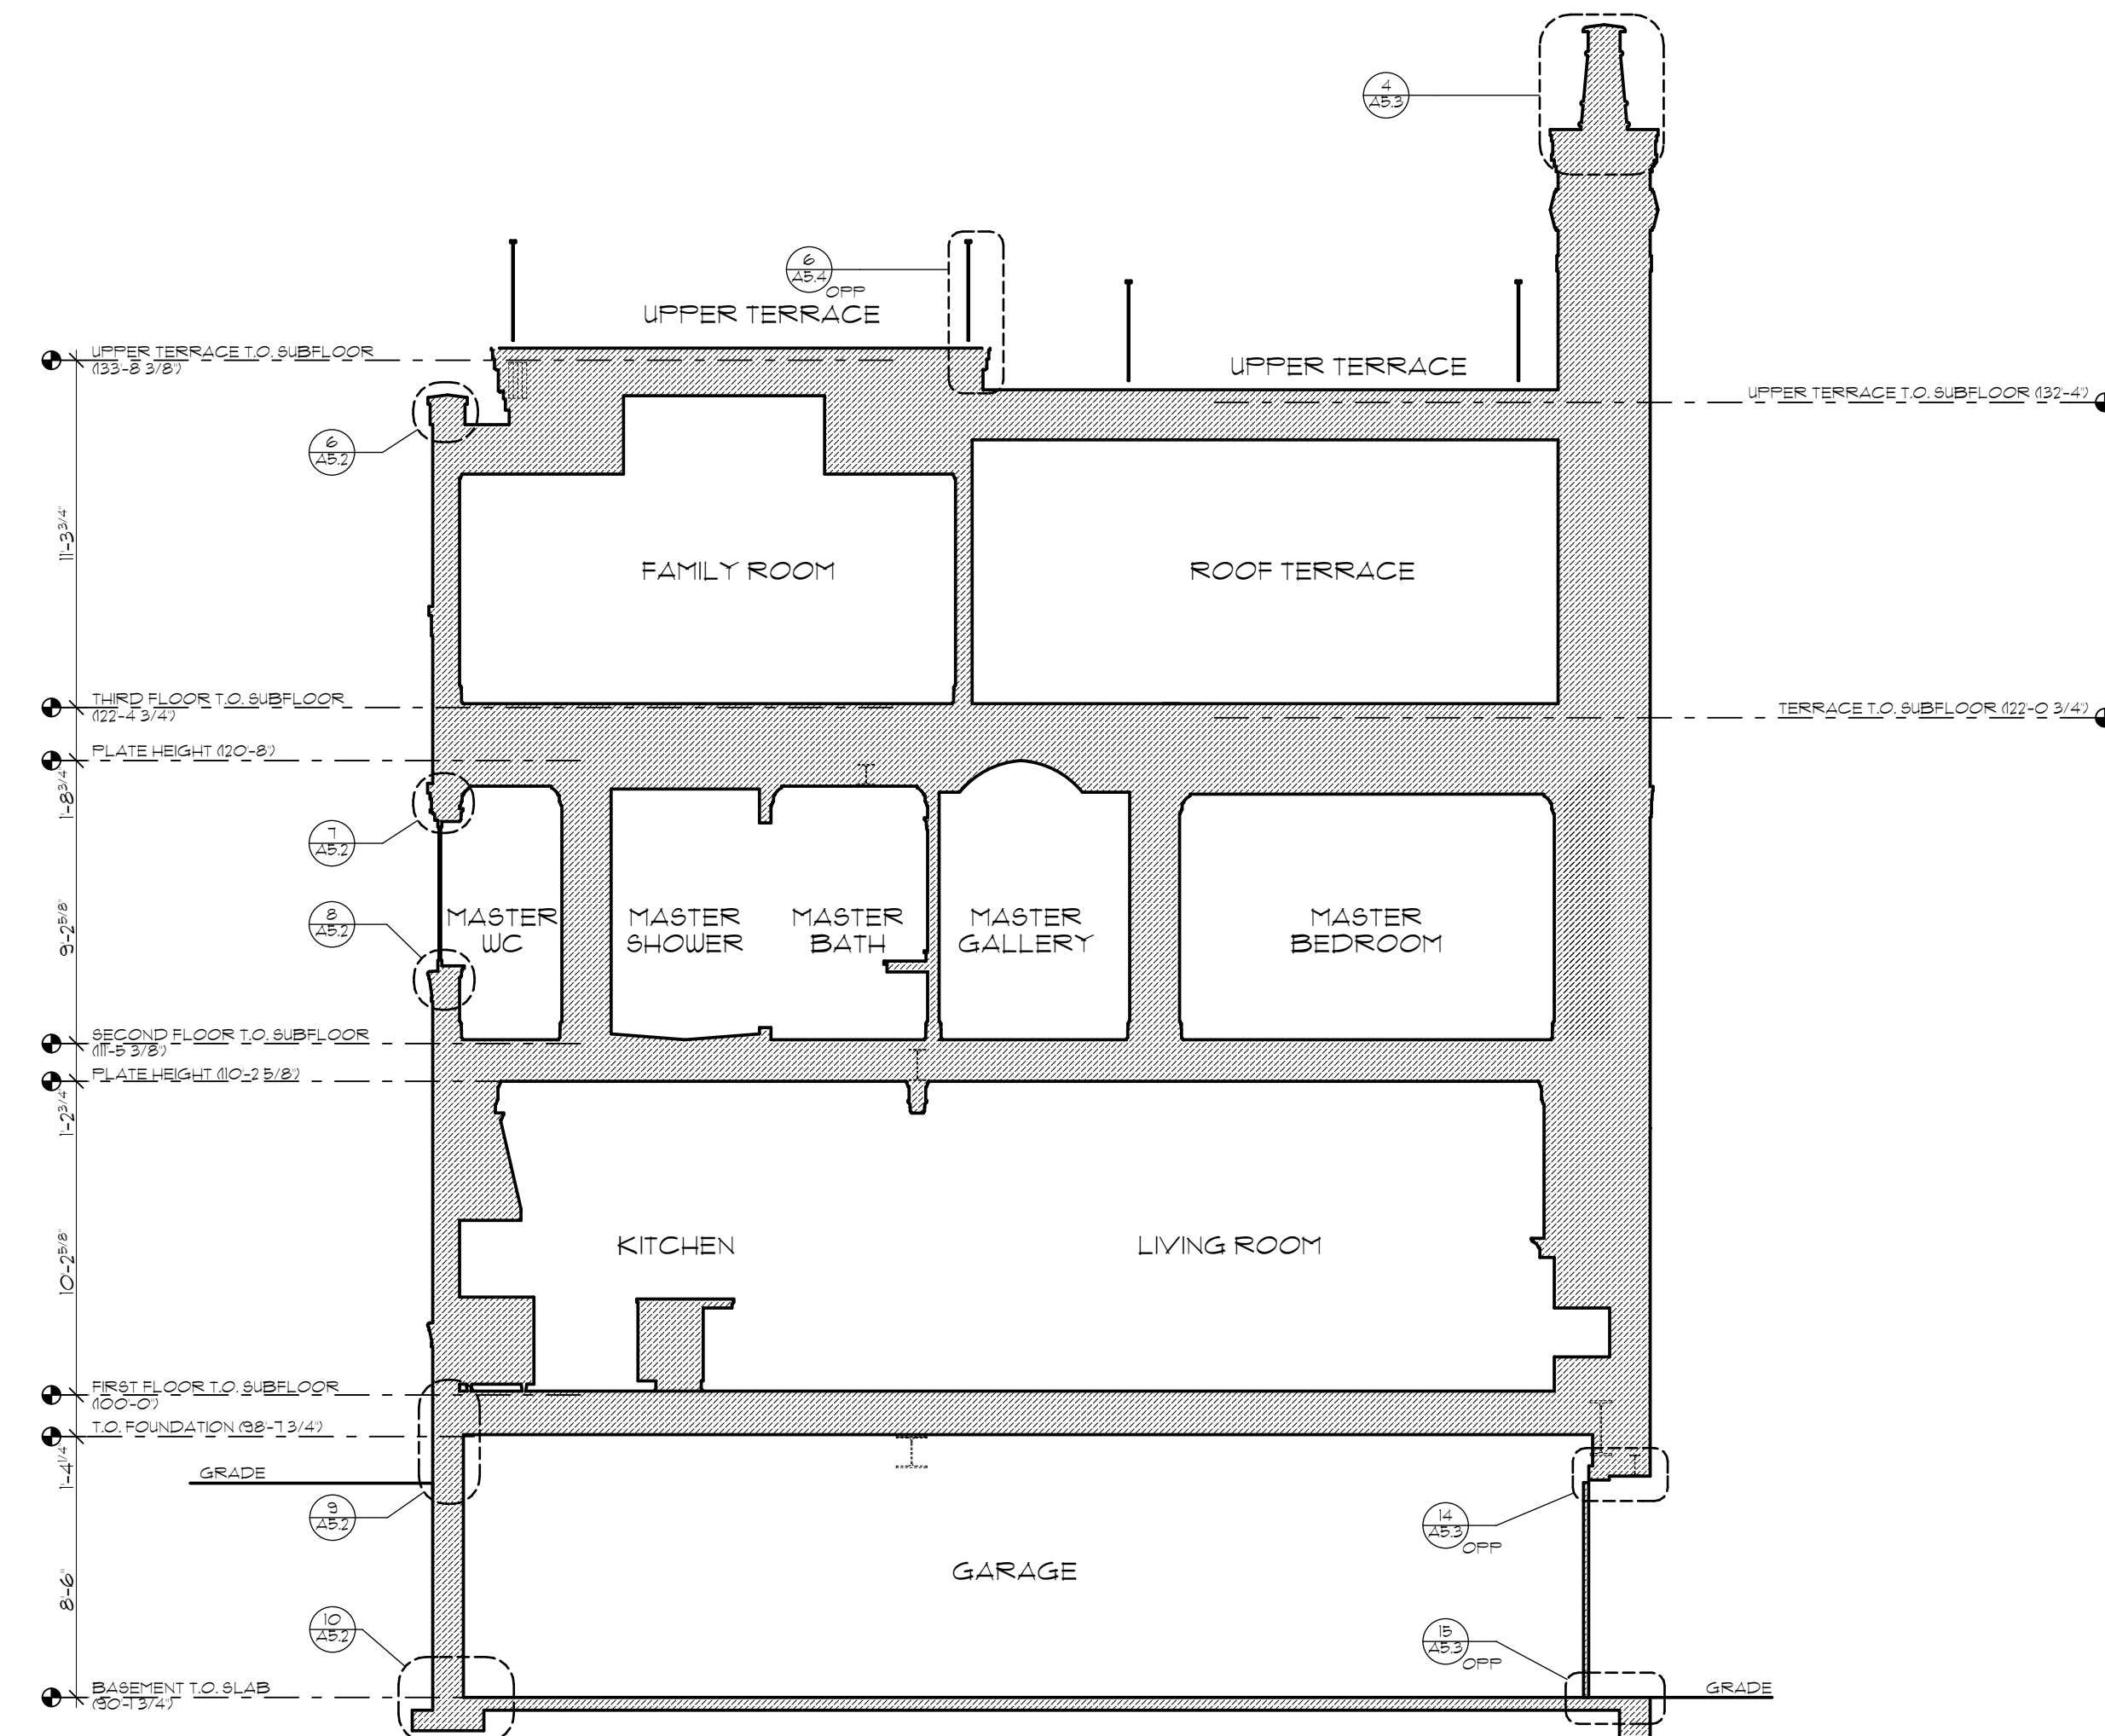 4
A5.3
6
A5.4
OPP
UPPER TERRACE
UPPER TERRACE T.O. SUBFLOOR
(133'-8 3/8")
UPPER TERRACE
UPPER TERRACE T.O. SUBFLOOR (132'-4")
6
A5.2
11'-3 3/4"
FAMILY ROOM
ROOF TERRACE
THIRD FLOOR T.O. SUBFLOOR
(122'-4 3/4")
TERRACE T.O. SUBFLOOR (122'-0 3/4")
PLATE HEIGHT (120'-8")
1'-8 3/4"
7
A5.2
8
A5.2
9'-2 5/8"
MASTER
WC
MASTER
SHOWER
MASTER
BATH
MASTER
GALLERY
MASTER
BEDROOM
SECOND FLOOR T.O. SUBFLOOR
(111'-5 3/8")
PLATE HEIGHT (110'-2 5/8")
1'-2 3/4"
10'-2 5/8"
KITCHEN
LIVING ROOM
FIRST FLOOR T.O. SUBFLOOR
(100'-0")
T.O. FOUNDATION (98'-7 3/4")
1'-4 1/4"
GRADE
9
A5.2
14
A5.3
OPP
GARAGE
8'-6"
10
A5.2
15
A5.3
OPP
BASEMENT T.O. SLAB
(90'-1 3/4")
GRADE